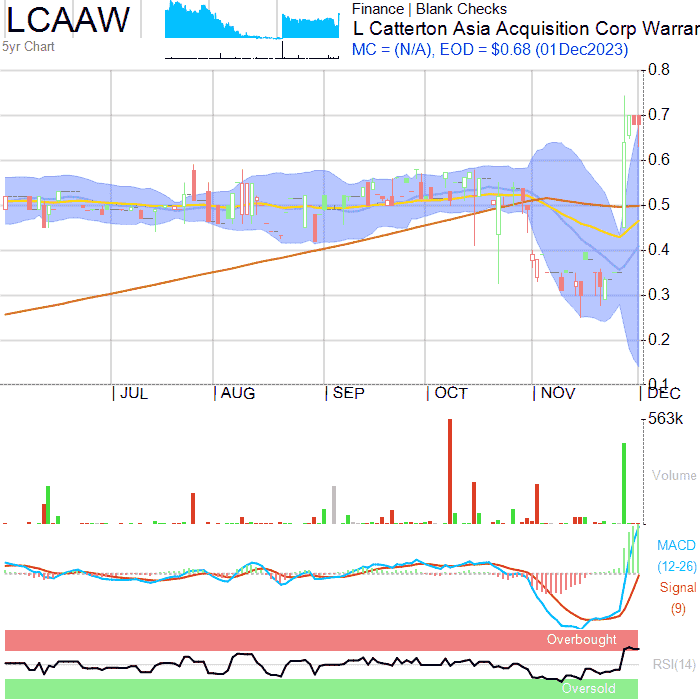 LCAAW
5yr Chart
Finance | Blank Checks
L Catterton Asia Acquisition Corp Warrar
MC = (N/A), EOD = $0.68 (01Dec2023)
0.8
0.7
0.6
0.5
0.4
0.3
0.2
0.1
JUL AUG SEP OCT NOV DEC
563k
Volume
MACD
(12-26)
Signal
(9)
Overbought
RSI(14)
Oversold